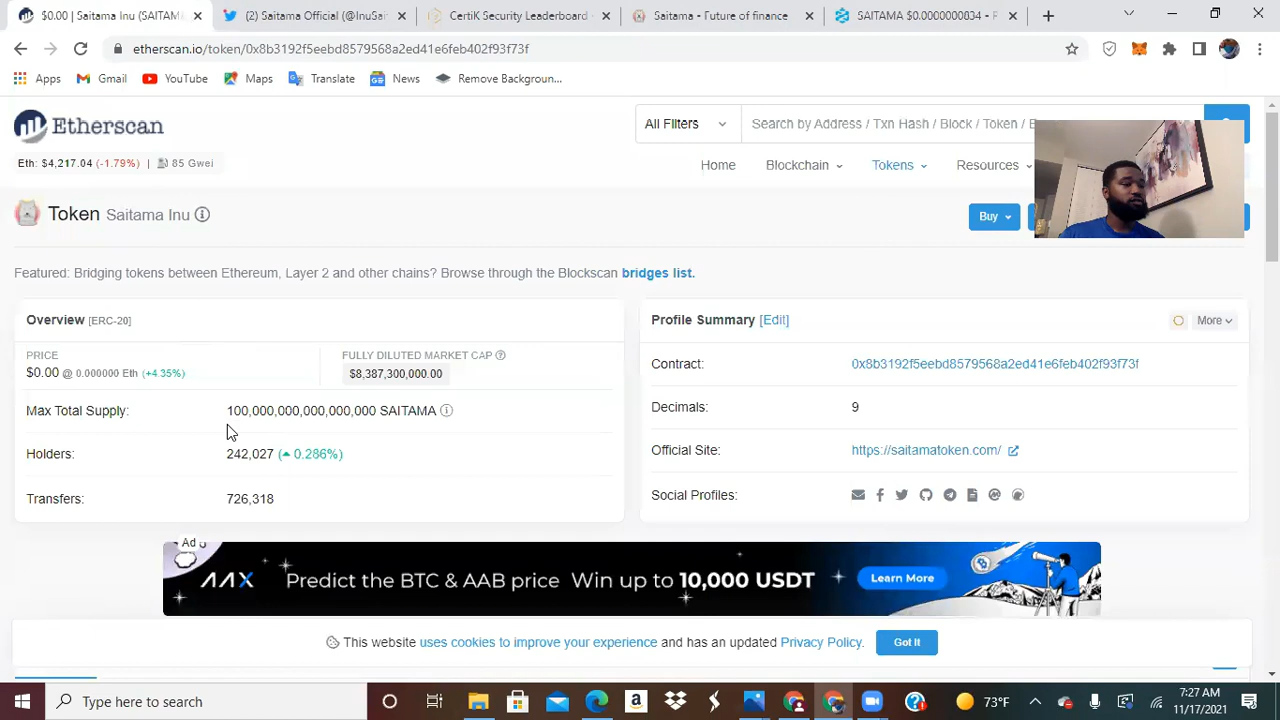 $0.00 | Saitama Inu (SAITAM
(2) Saitama Official (@InuSai
CertiK Security Leaderboard -
Saitama - Future of finance
SAITAMA $0.0000000834 -
etherscan.io/token/0x8b3192f5eebd8579568a2ed41e6feb402f93f73f
Apps Gmail YouTube Maps Translate News Remove Backgroun...
Etherscan
All Filters Search by Address / Txn Hash / Block / Token /
Eth: $4,217.04 (-1.79%) | 85 Gwei
Home Blockchain Tokens Resources
Token Saitama Inu
Buy
Featured: Bridging tokens between Ethereum, Layer 2 and other chains? Browse through the Blockscan bridges list.
Overview [ERC-20]
PRICE
$0.00 @ 0.000000 Eth (+4.35%)
FULLY DILUTED MARKET CAP
$8,387,300,000.00
Max Total Supply: 100,000,000,000,000,000 SAITAMA
Holders: 242,027 (0.286%)
Transfers: 726,318
Profile Summary [Edit]
More
Contract: 0x8b3192f5eebd8579568a2ed41e6feb402f93f73f
Decimals: 9
Official Site: https://saitamatoken.com/
Social Profiles:
Ad
AAX Predict the BTC & AAB price Win up to 10,000 USDT Learn More
This website uses cookies to improve your experience and has an updated Privacy Policy. Got It
Type here to search
73°F
7:27 AM
11/17/2021